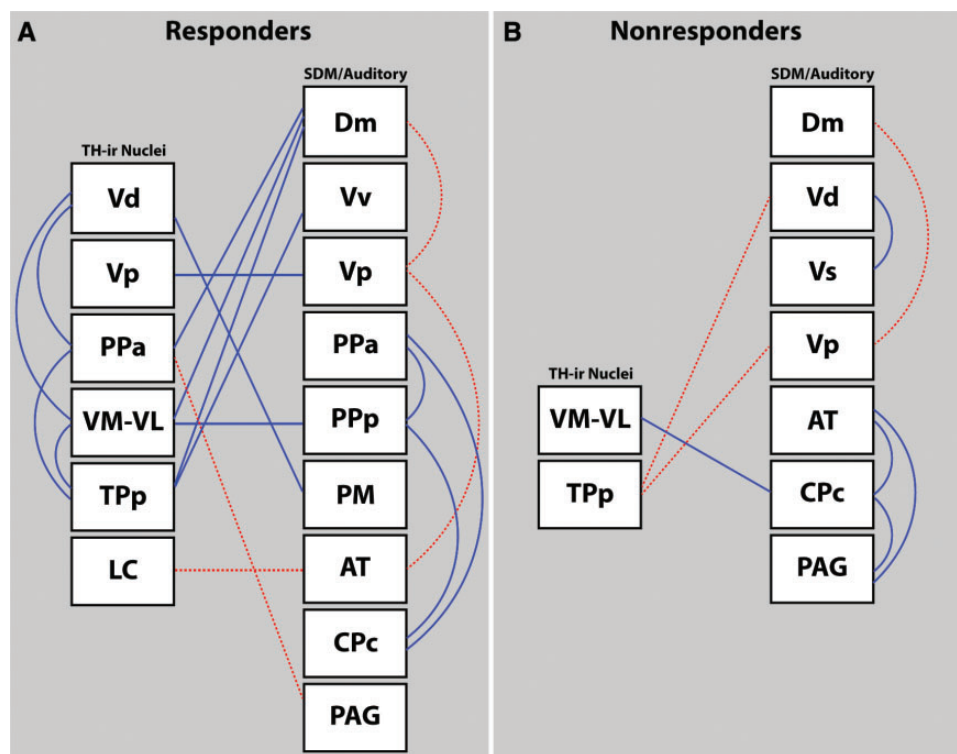 A
Responders
TH-ir Nuclei
Vd
Vp
PPa
VM-VL
TPp
LC
SDM/Auditory
Dm
Vv
Vp
PPa
PPp
PM
AT
CPc
PAG
B
Nonresponders
TH-ir Nuclei
VM-VL
TPp
SDM/Auditory
Dm
Vd
Vs
Vp
AT
CPc
PAG